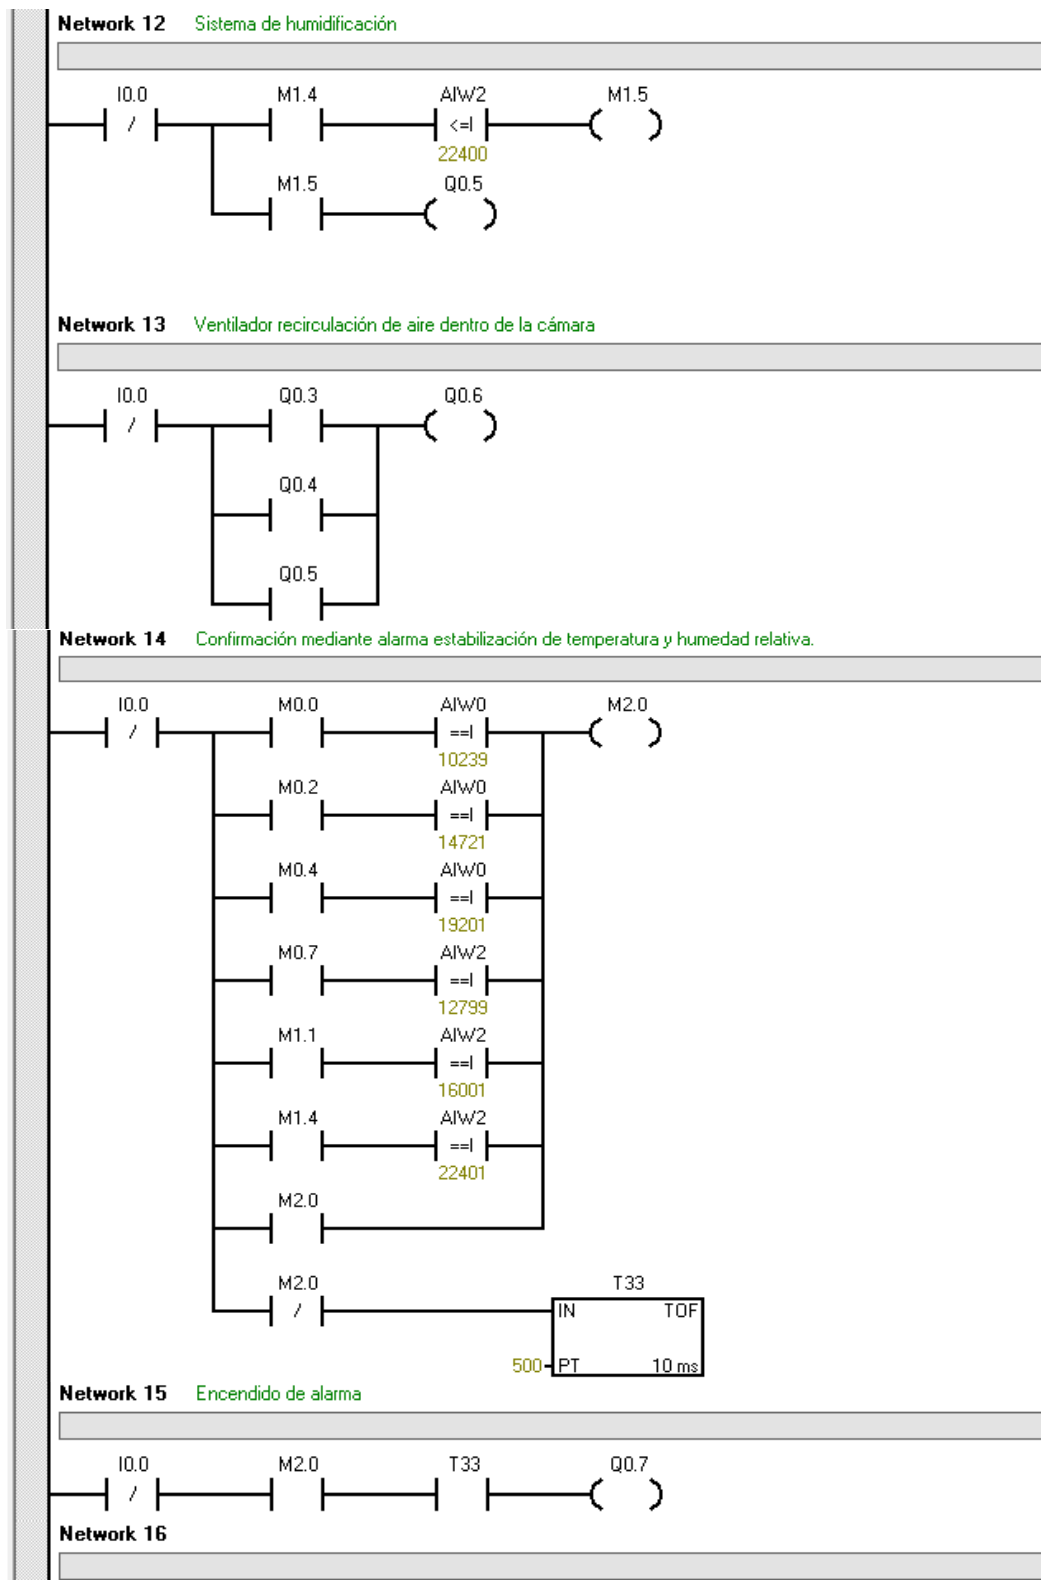 Network 12 Sistema de humidificación
I0.0 M1.4 AIW2 M1.5
/ <=I
22400
M1.5 Q0.5
Network 13 Ventilador recirculación de aire dentro de la cámara
I0.0 Q0.3 Q0.6
/
Q0.4
Q0.5
Network 14 Confirmación mediante alarma estabilización de temperatura y humedad relativa.
I0.0 M0.0 AIW0 M2.0
/ ==I
10239
M0.2 AIW0
==I
14721
M0.4 AIW0
==I
19201
M0.7 AIW2
==I
12799
M1.1 AIW2
==I
16001
M1.4 AIW2
==I
22401
M2.0
M2.0 T33
/ IN TOF
500 PT 10 ms
Network 15 Encendido de alarma
I0.0 M2.0 T33 Q0.7
/
Network 16